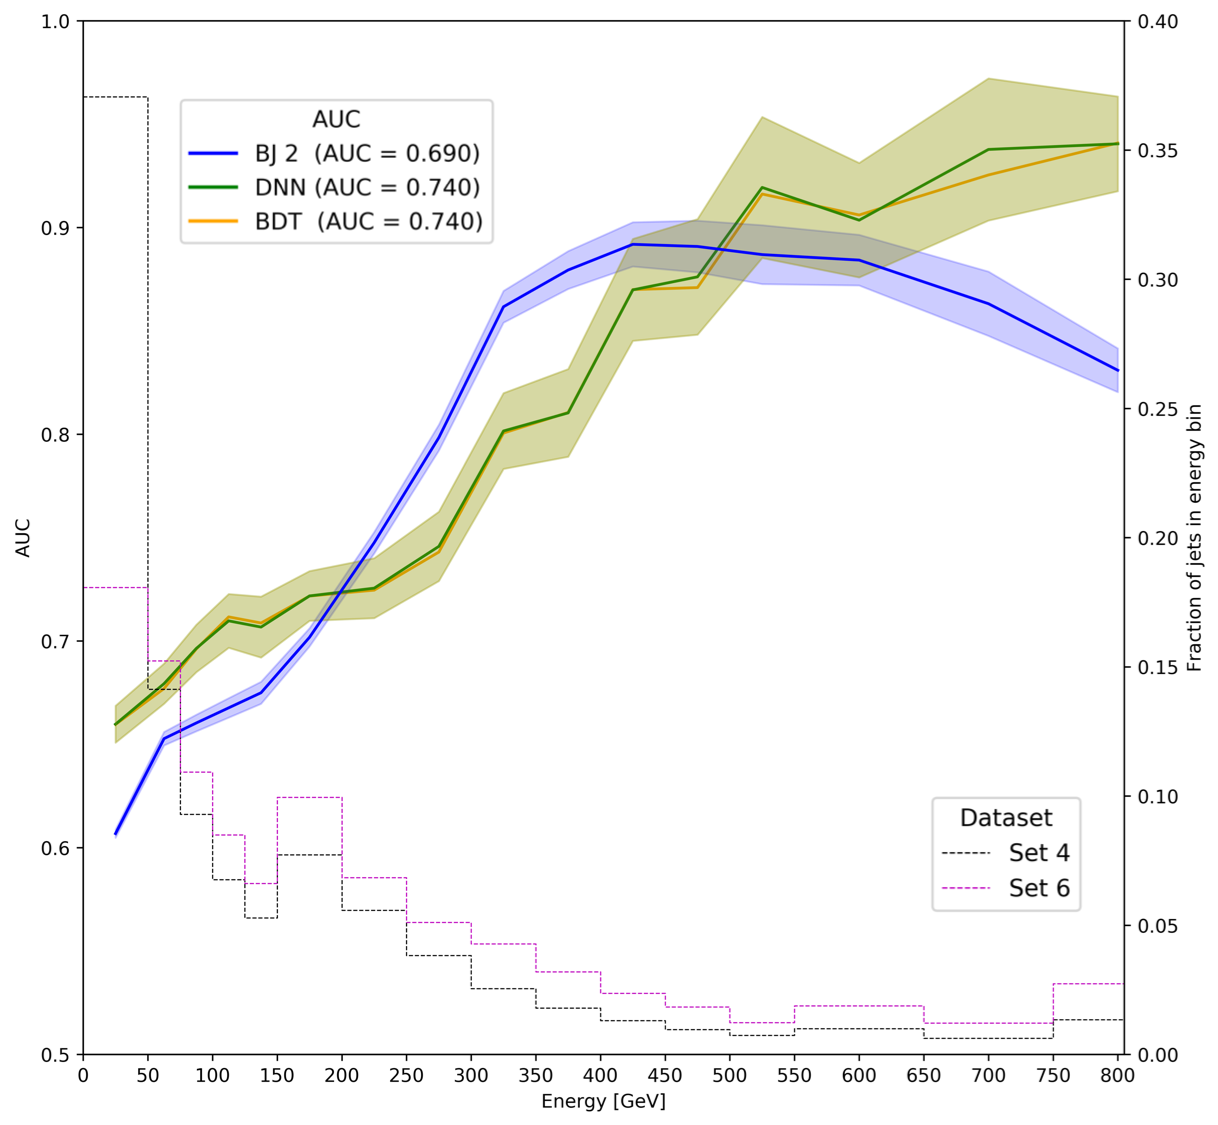 AUC
BJ 2 (AUC = 0.690)
DNN (AUC = 0.740)
BDT (AUC = 0.740)
Dataset
Set 4
Set 6
1.0
0.9
0.8
0.7
0.6
0.5
AUC
0.40
0.35
0.30
0.25
0.20
0.15
0.10
0.05
0.00
Fraction of jets in energy bin
0 50 100 150 200 250 300 350 400 450 500 550 600 650 700 750 800
Energy [GeV]